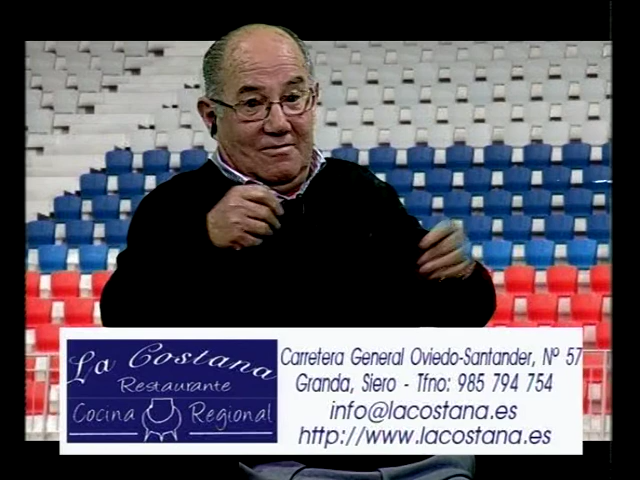 La Costana
Restaurante
Cocina Regional
Carretera General Oviedo-Santander, Nº 57
Granda, Siero - Tfno: 985 794 754
info@lacostana.es
http://www.lacostana.es